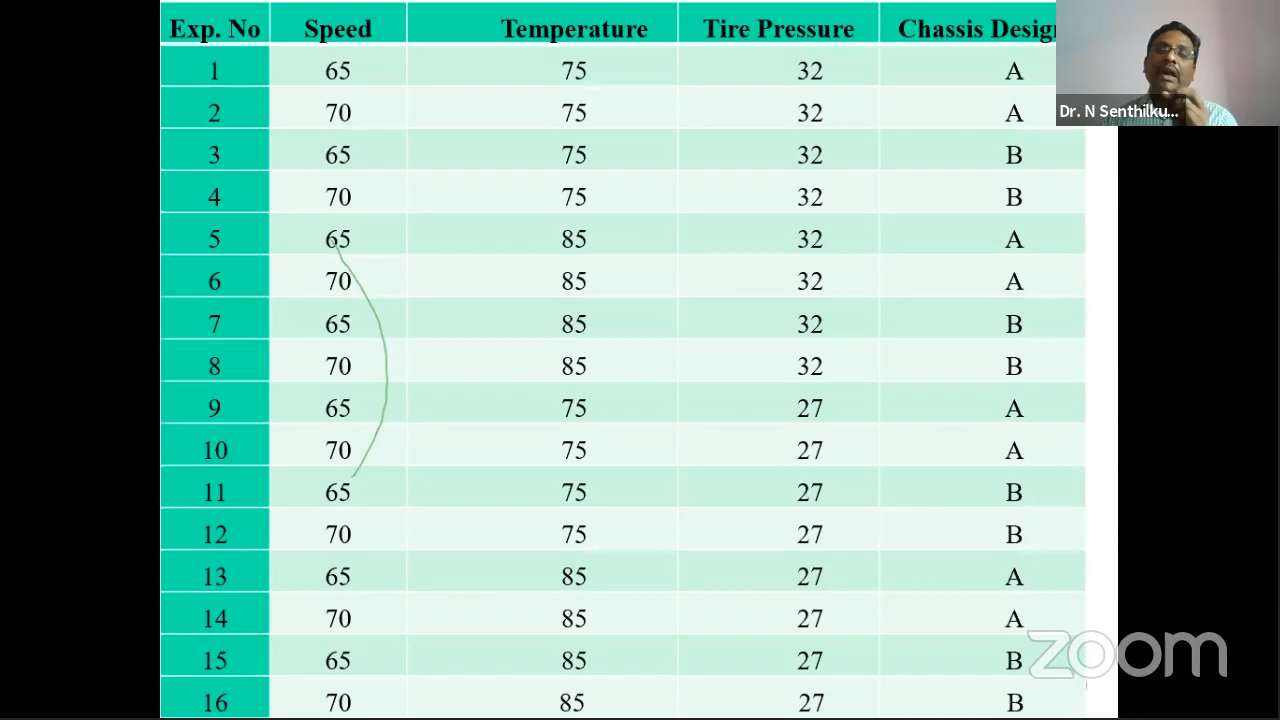 Exp. No Speed Temperature Tire Pressure Chassis Desig
1 65 75 32 A
2 70 75 32 A
3 65 75 32 B
4 70 75 32 B
5 65 85 32 A
6 70 85 32 A
7 65 85 32 B
8 70 85 32 B
9 65 75 27 A
10 70 75 27 A
11 65 75 27 B
12 70 75 27 B
13 65 85 27 A
14 70 85 27 A
15 65 85 27 B
16 70 85 27 B
Dr. N Senthilku...
zoom